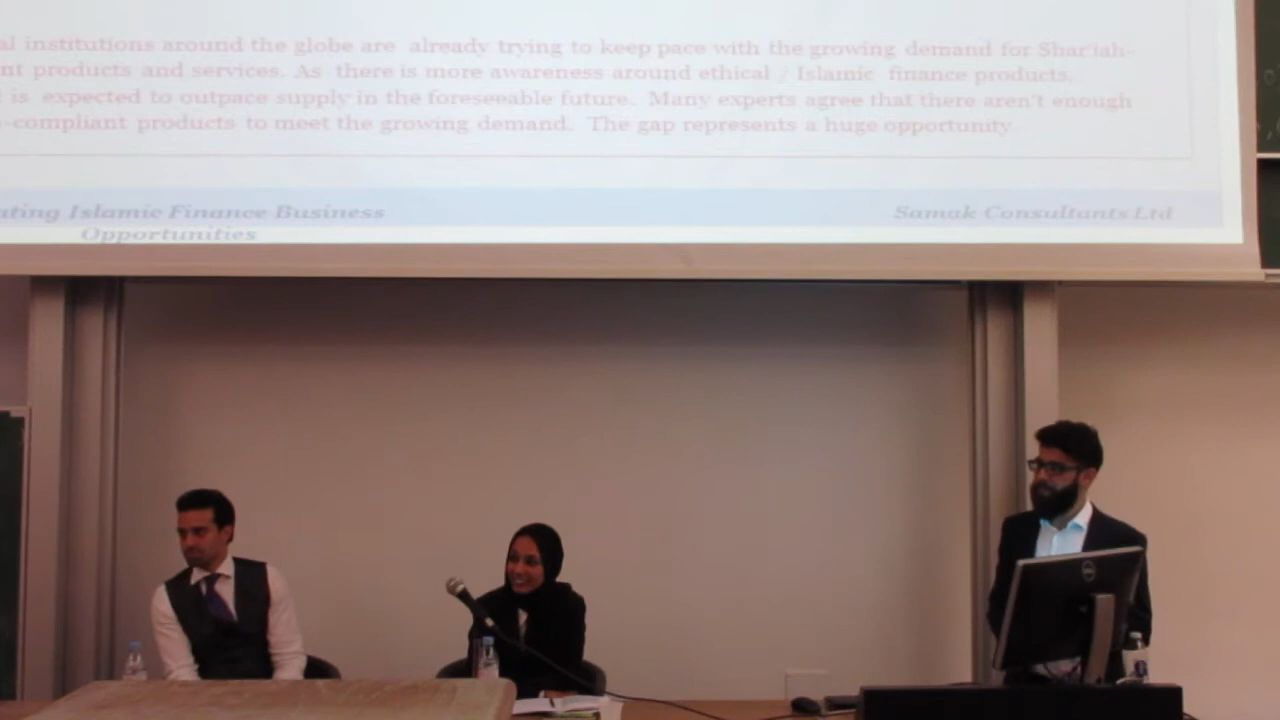 al institutions around the globe are already trying to keep pace with the growing demand for Shar'iah-
nt products and services. As there is more awareness around ethical / Islamic finance products,
t is expected to outpace supply in the foreseeable future. Many experts agree that there aren't enough
-compliant products to meet the growing demand. The gap represents a huge opportunity.
ating Islamic Finance Business
Opportunities
Samak Consultants Ltd